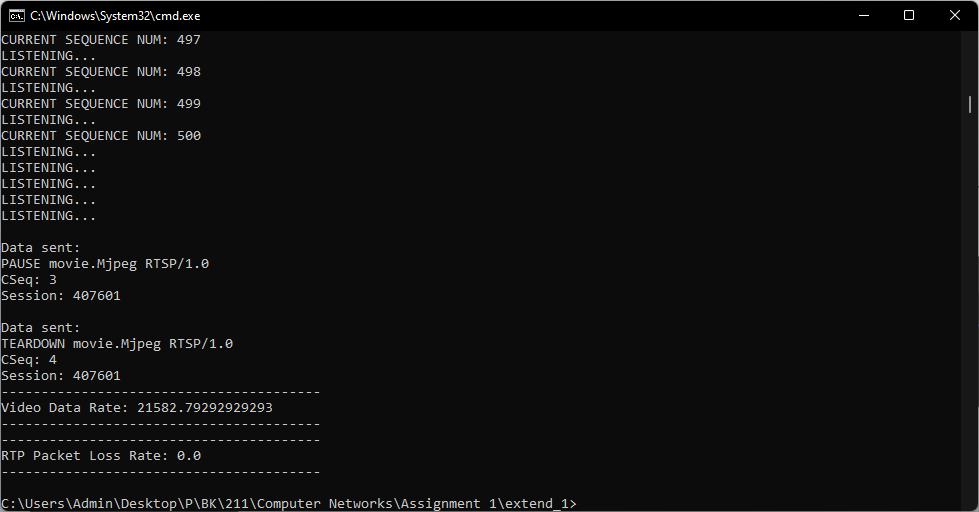 C:\Windows\System32\cmd.exe
CURRENT SEQUENCE NUM: 497
LISTENING...
CURRENT SEQUENCE NUM: 498
LISTENING...
CURRENT SEQUENCE NUM: 499
LISTENING...
CURRENT SEQUENCE NUM: 500
LISTENING...
LISTENING...
LISTENING...
LISTENING...
LISTENING...
Data sent:
PAUSE movie.Mjpeg RTSP/1.0
CSeq: 3
Session: 407601
Data sent:
TEARDOWN movie.Mjpeg RTSP/1.0
CSeq: 4
Session: 407601
----------------------------------------
Video Data Rate: 21582.79292929293
----------------------------------------
----------------------------------------
RTP Packet Loss Rate: 0.0
----------------------------------------
C:\Users\Admin\Desktop\P\BK\211\Computer Networks\Assignment 1\extend_1>